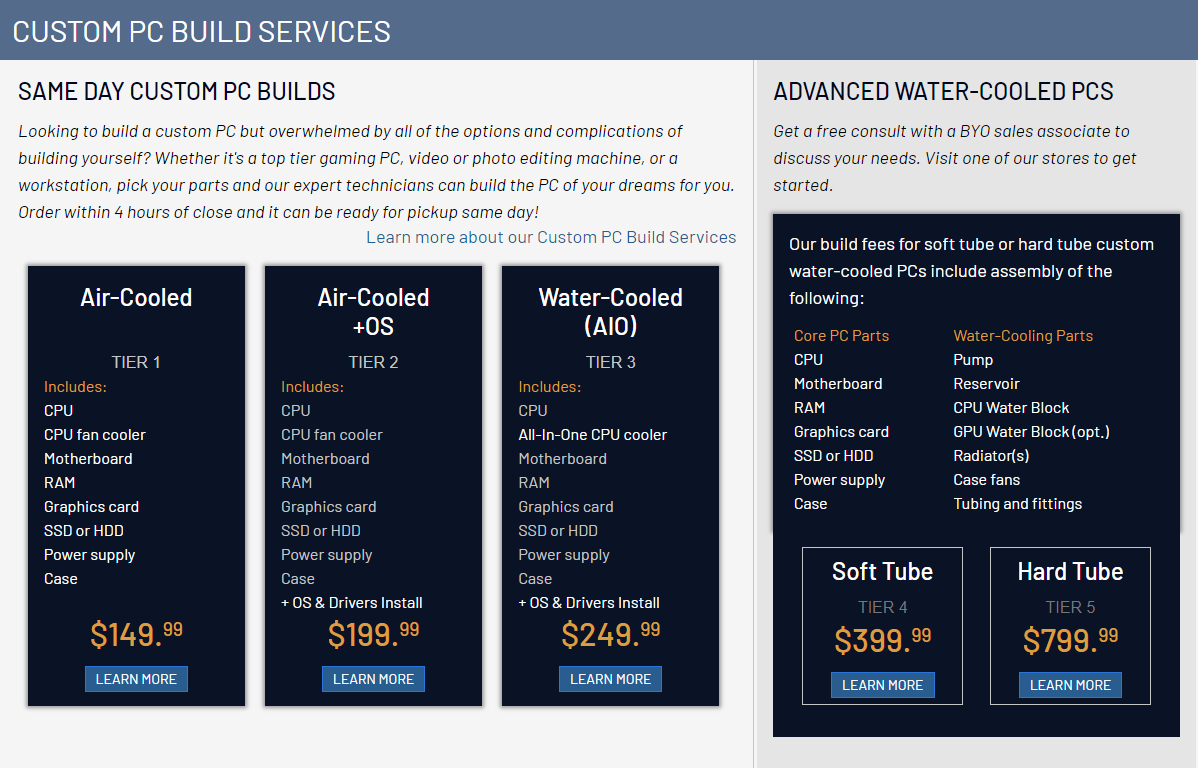 CUSTOM PC BUILD SERVICES
SAME DAY CUSTOM PC BUILDS
Looking to build a custom PC but overwhelmed by all of the options and complications of
building yourself? Whether it's a top tier gaming PC, video or photo editing machine, or a
workstation, pick your parts and our expert technicians can build the PC of your dreams for you.
Order within 4 hours of close and it can be ready for pickup same day!
Learn more about our Custom PC Build Services
Air-Cooled
TIER 1
Includes:
CPU
CPU fan cooler
Motherboard
RAM
Graphics card
SSD or HDD
Power supply
Case
$149.99
LEARN MORE
Air-Cooled
+OS
TIER 2
Includes:
CPU
CPU fan cooler
Motherboard
RAM
Graphics card
SSD or HDD
Power supply
Case
+ OS & Drivers Install
$199.99
LEARN MORE
Water-Cooled
(AIO)
TIER 3
Includes:
CPU
All-In-One CPU cooler
Motherboard
RAM
Graphics card
SSD or HDD
Power supply
Case
+ OS & Drivers Install
$249.99
LEARN MORE
ADVANCED WATER-COOLED PCS
Get a free consult with a BYO sales associate to
discuss your needs. Visit one of our stores to get
started.
Our build fees for soft tube or hard tube custom
water-cooled PCs include assembly of the
following:
Core PC Parts
CPU
Motherboard
RAM
Graphics card
SSD or HDD
Power supply
Case
Water-Cooling Parts
Pump
Reservoir
CPU Water Block
GPU Water Block (opt.)
Radiator(s)
Case fans
Tubing and fittings
Soft Tube
TIER 4
$399.99
LEARN MORE
Hard Tube
TIER 5
$799.99
LEARN MORE